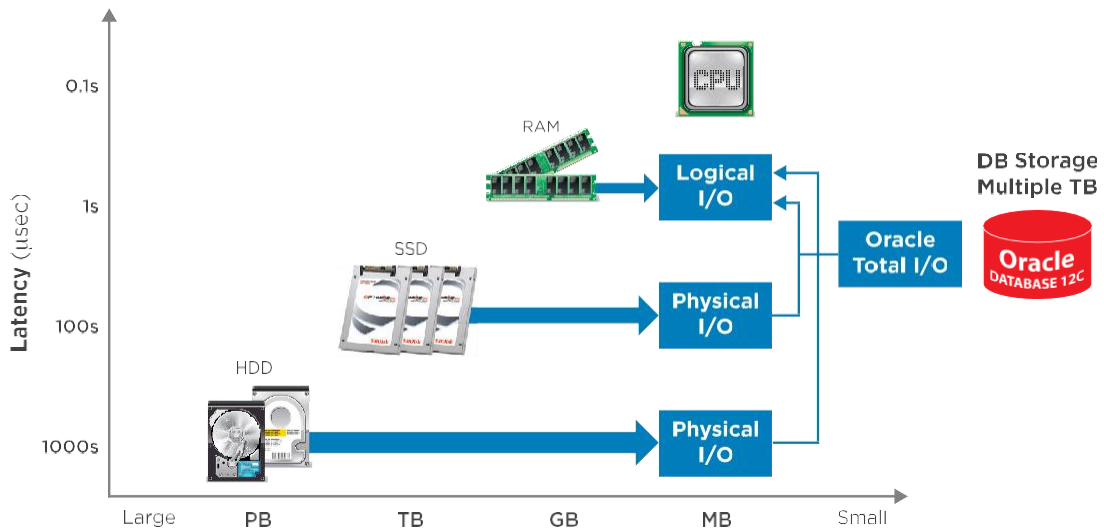 0.1s
CPU
RAM
DB Storage
Multiple TB
Logical
I/O
1s
Latency (µsec)
SSD
Oracle
Total I/O
Oracle
DATABASE 12C
Physical
I/O
100s
SanDisk
HDD
Physical
I/O
1000s
Large
PB
TB
GB
MB
Small